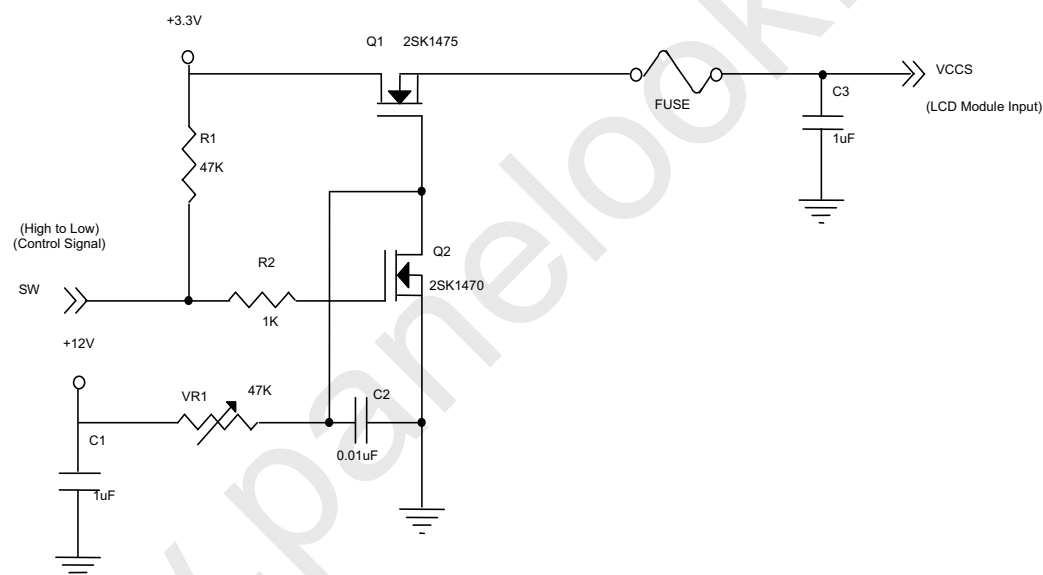 +3.3V
Q1 2SK1475
VCCS
FUSE
C3
(LCD Module Input)
1uF
R1
47K
(High to Low)
(Control Signal)
Q2
R2
SW
2SK1470
1K
+12V
VR1
47K
C2
C1
0.01uF
1uF
.panelook.